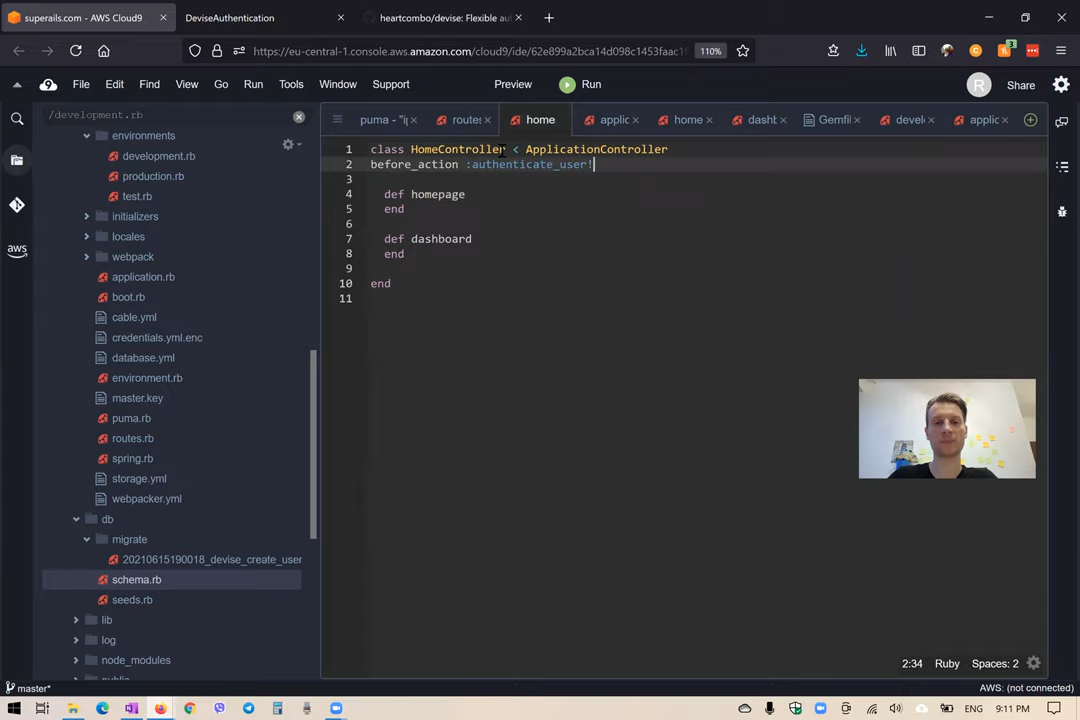 superails.com - AWS Cloud9
DeviseAuthentication
heartcombo/devise: Flexible au
https://eu-central-1.console.aws.amazon.com/cloud9/ide/62e899a2bca14d098c1453faac1
110%
3
9
File Edit Find View Go Run Tools Window Support
Preview
Run
R
Share
/development.rb
puma - "i
routes
home
applic
home
dasht
Gemfil
develo
applic
aws
environments
development.rb
production.rb
test.rb
initializers
locales
webpack
application.rb
boot.rb
cable.yml
credentials.yml.enc
database.yml
environment.rb
master.key
puma.rb
routes.rb
spring.rb
storage.yml
webpacker.yml
db
migrate
20210615190018_devise_create_user
schema.rb
seeds.rb
lib
log
node_modules
1 class HomeController < ApplicationController
2 before_action :authenticate_user!
3
4 def homepage
5 end
6
7 def dashboard
8 end
9
10 end
11
2:34 Ruby Spaces: 2
master*
AWS: (not connected)
ENG
9:11 PM